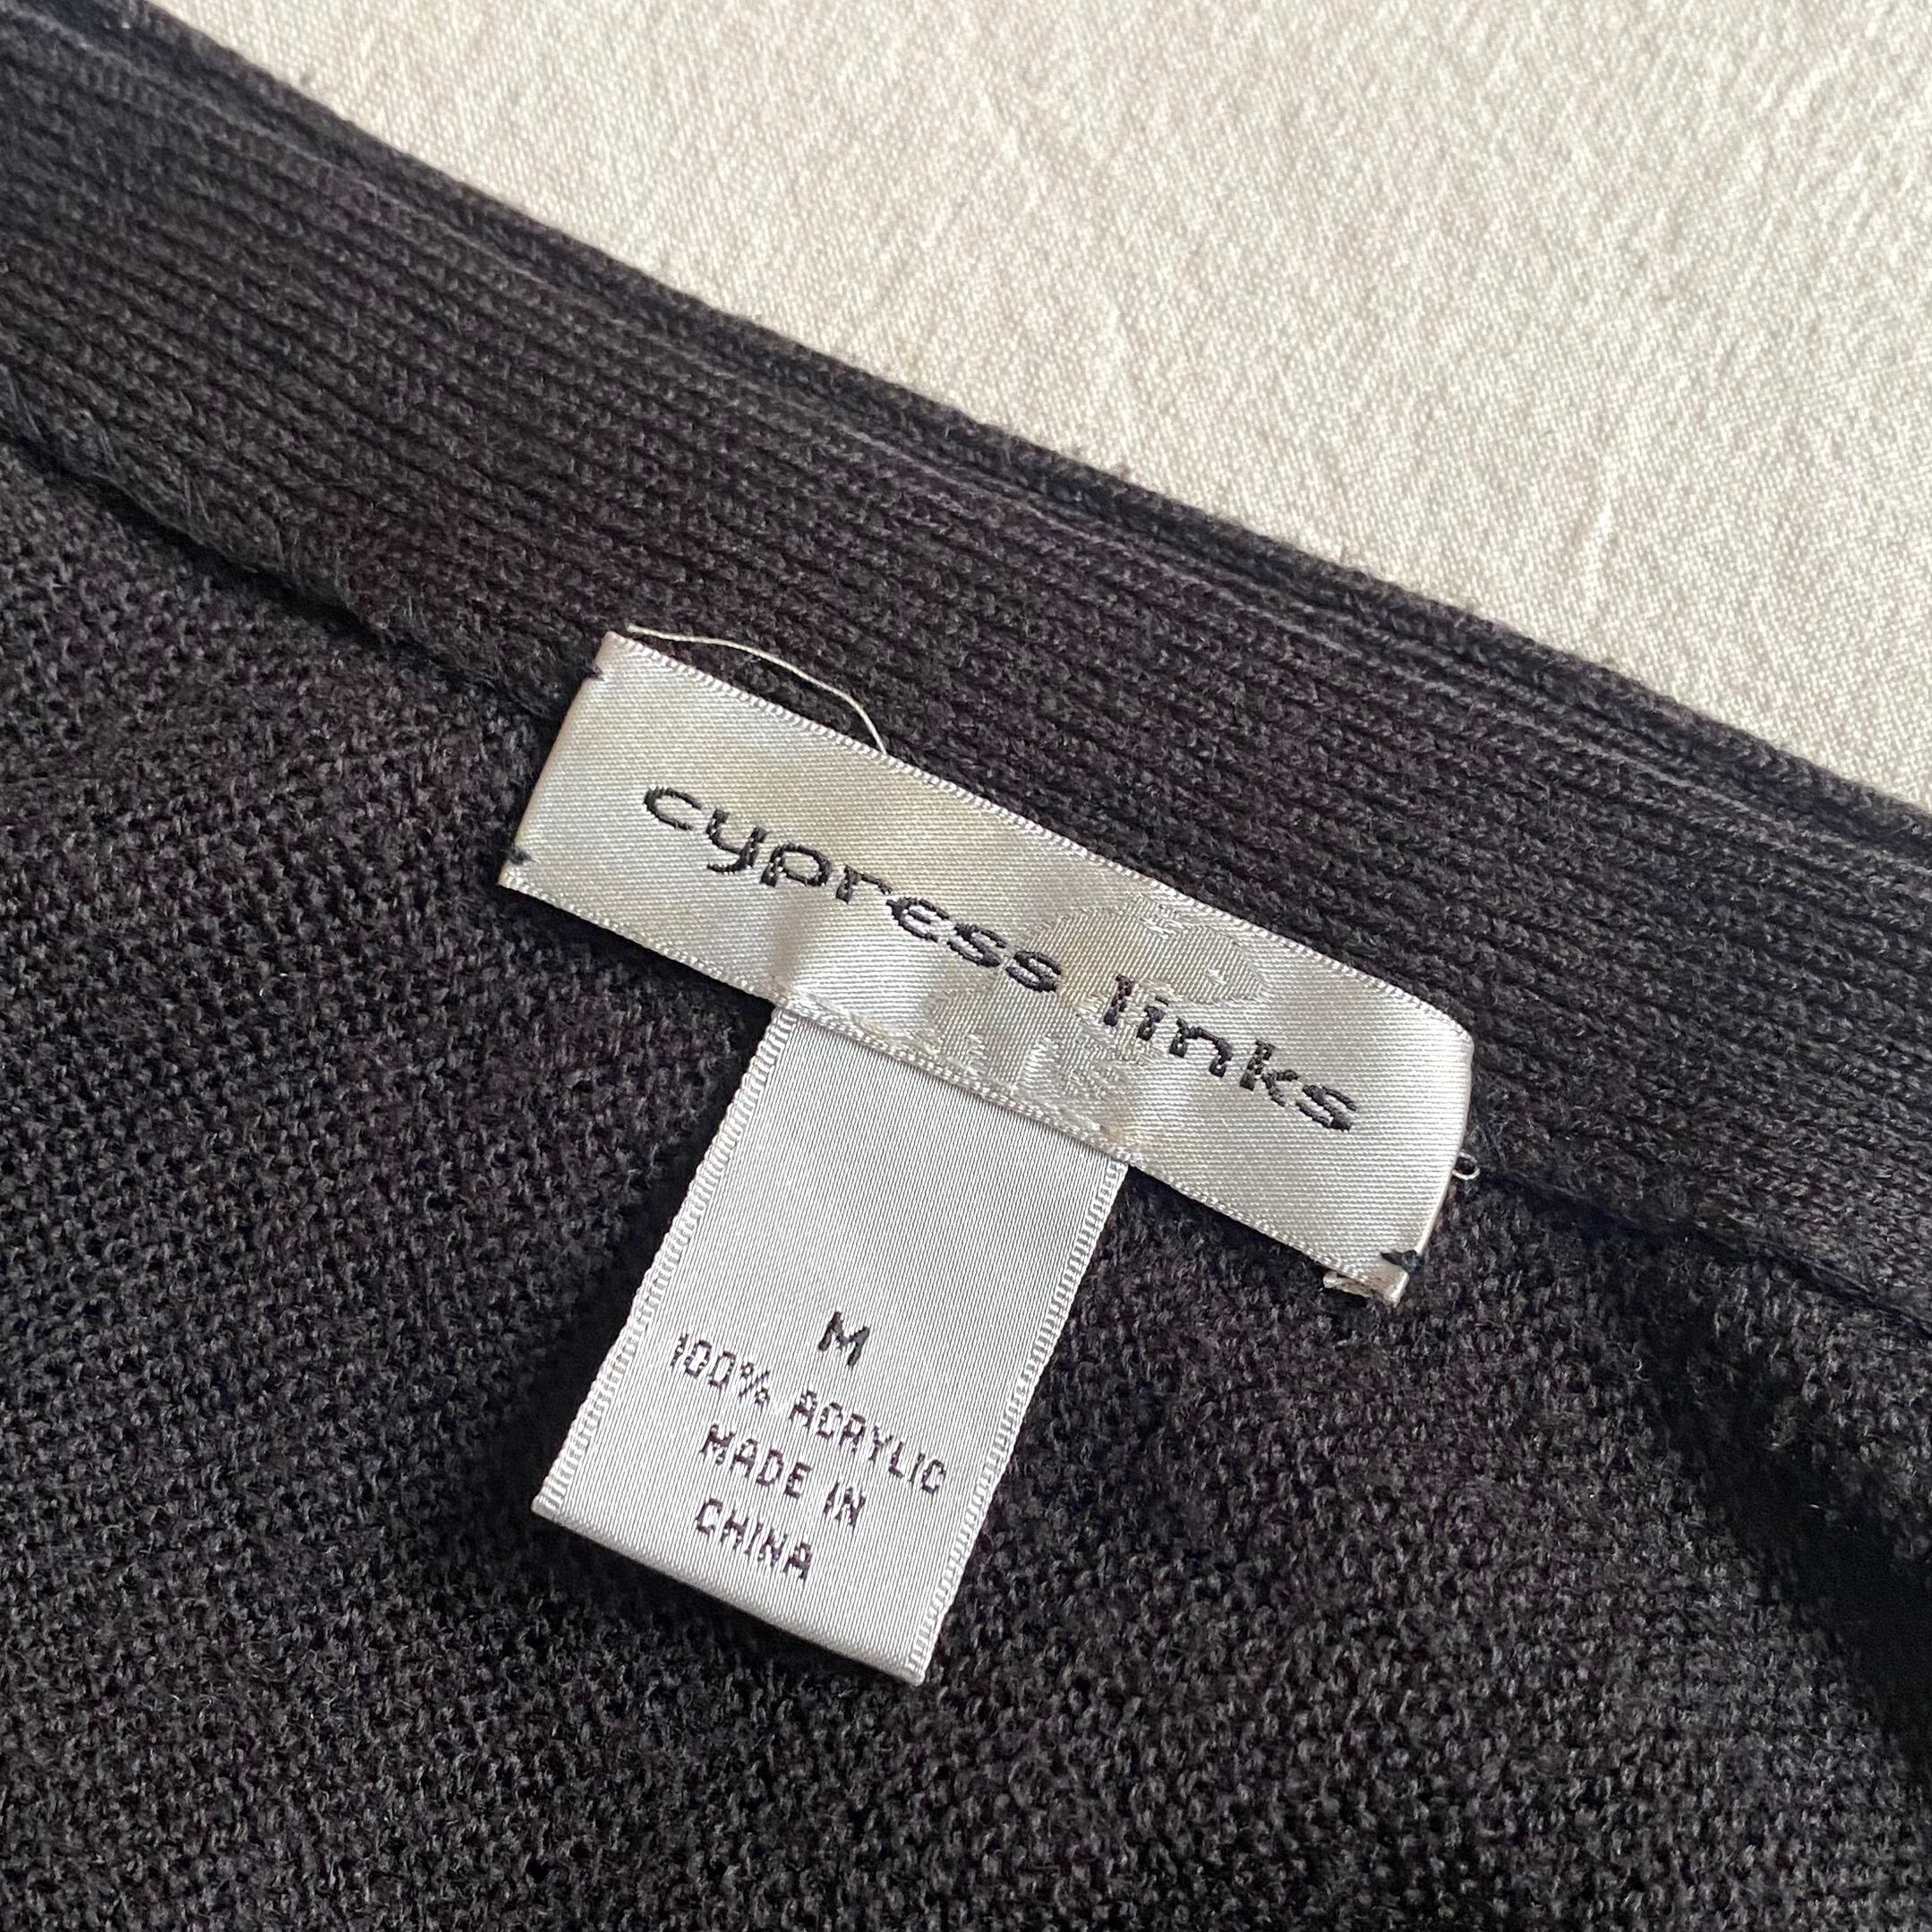 cypress links
M
100% ACRYLIC
MADE IN
CHINA